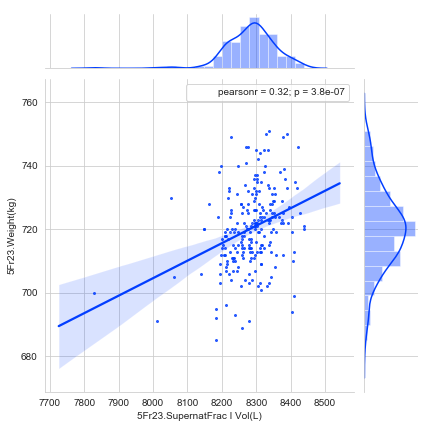 pearsonr = 0.32; p = 3.8e-07
760
740
720
700
680
5Fr23.Weight(kg)
7700 7800 7900 8000 8100 8200 8300 8400 8500
5Fr23.SupernatFrac I Vol(L)